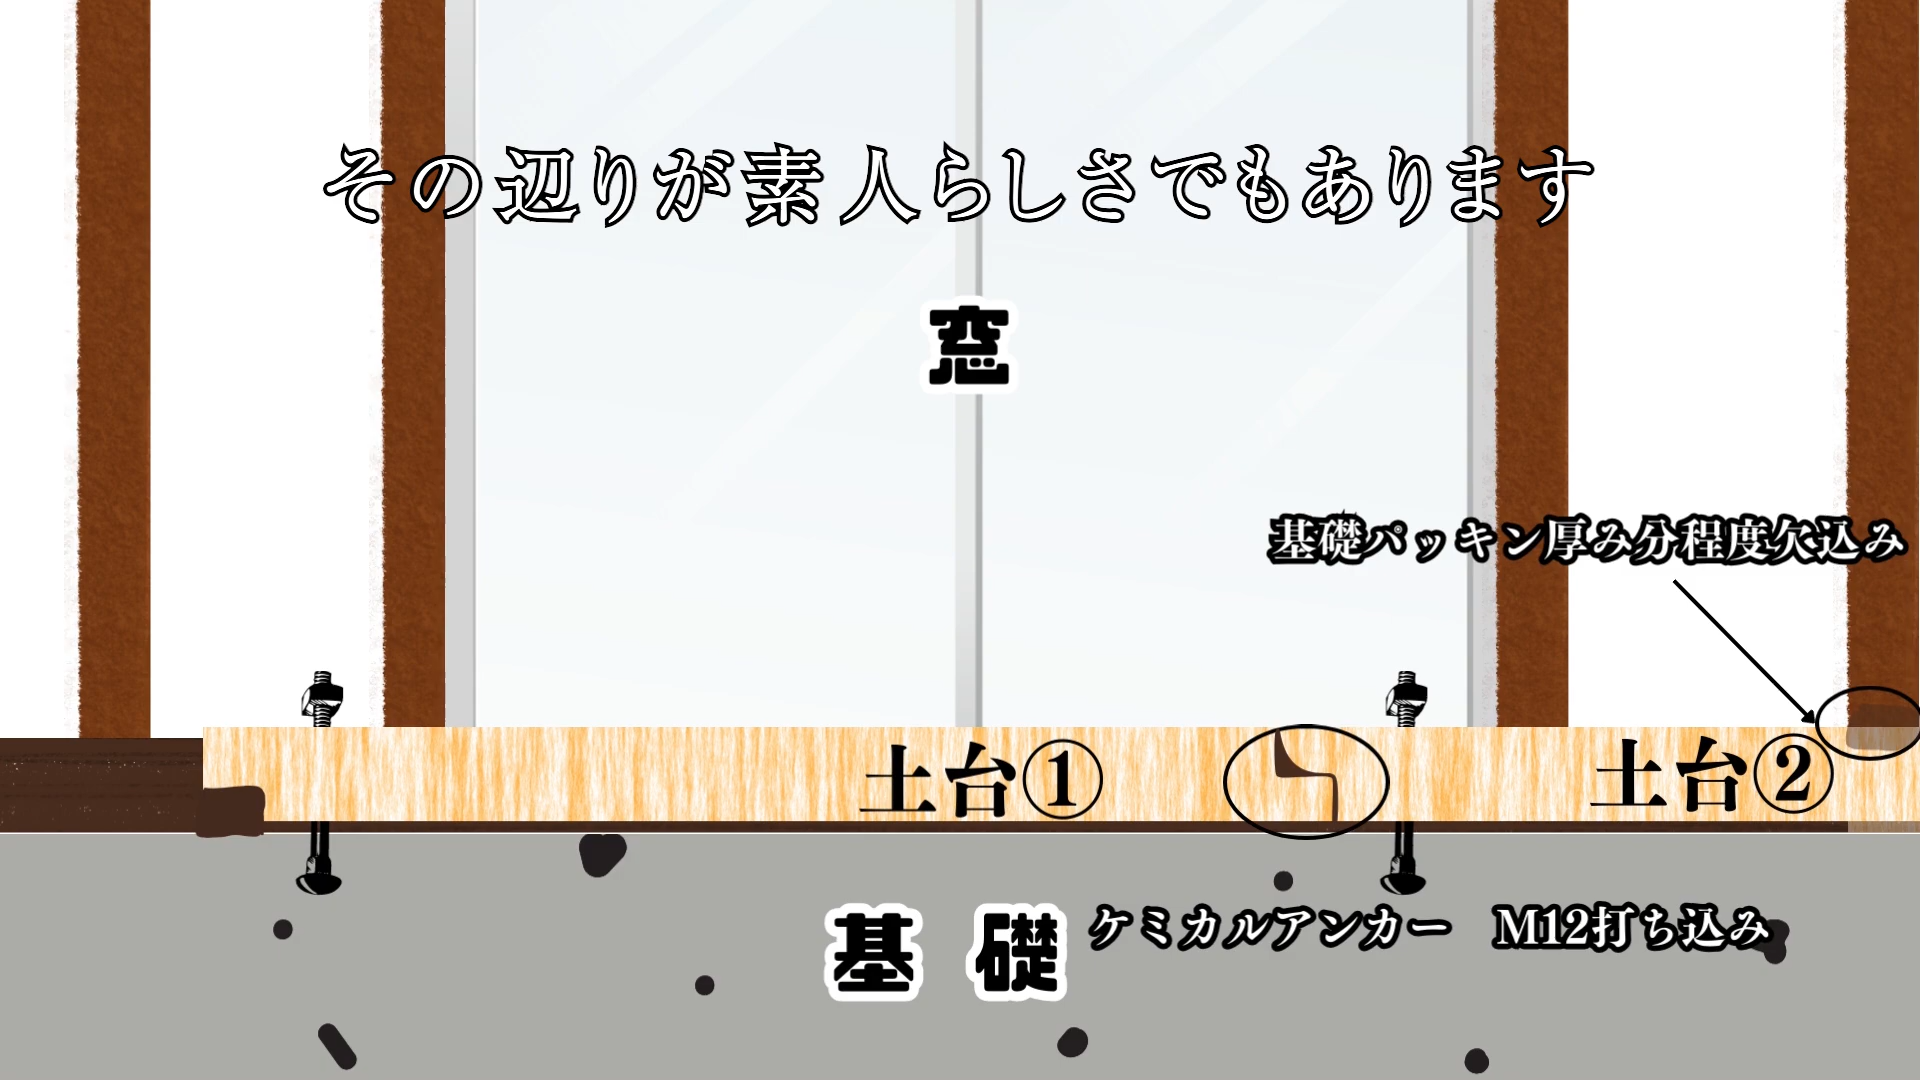 その辺りが素人らしさでもあります
窓
基礎パッキン厚み分程度欠込み
土台①
土台②
基礎
ケミカルアンカー　M12打ち込み